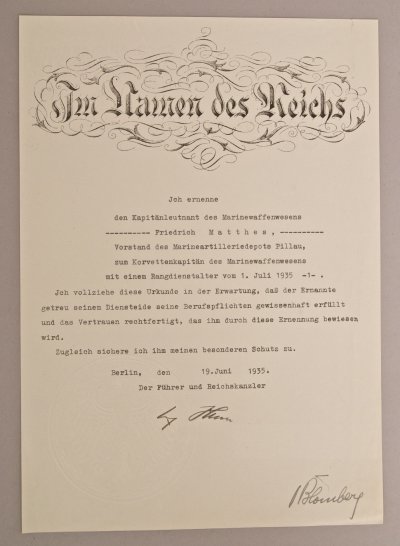 Im Namen des Reichs
Ich ernenne
den Kapitänleutnant des Marinewaffenwesens
---------- Friedrich M a t t h e s , ----------
Vorstand des Marineartilleriedepots Pillau,
zum Korvettenkapitän des Marinewaffenwesens
mit einem Rangdienstalter vom 1. Juli 1935 -1- .
Ich vollziehe diese Urkunde in der Erwartung, daß der Ernannte
getreu seinem Diensteide seine Berufspflichten gewissenhaft erfüllt
und das Vertrauen rechtfertigt, das ihm durch diese Ernennung bewiesen
wird.
Zugleich sichere ich ihm meinen besonderen Schutz zu.
Berlin, den 19.Juni 1935.
Der Führer und Reichskanzler
Blomberg